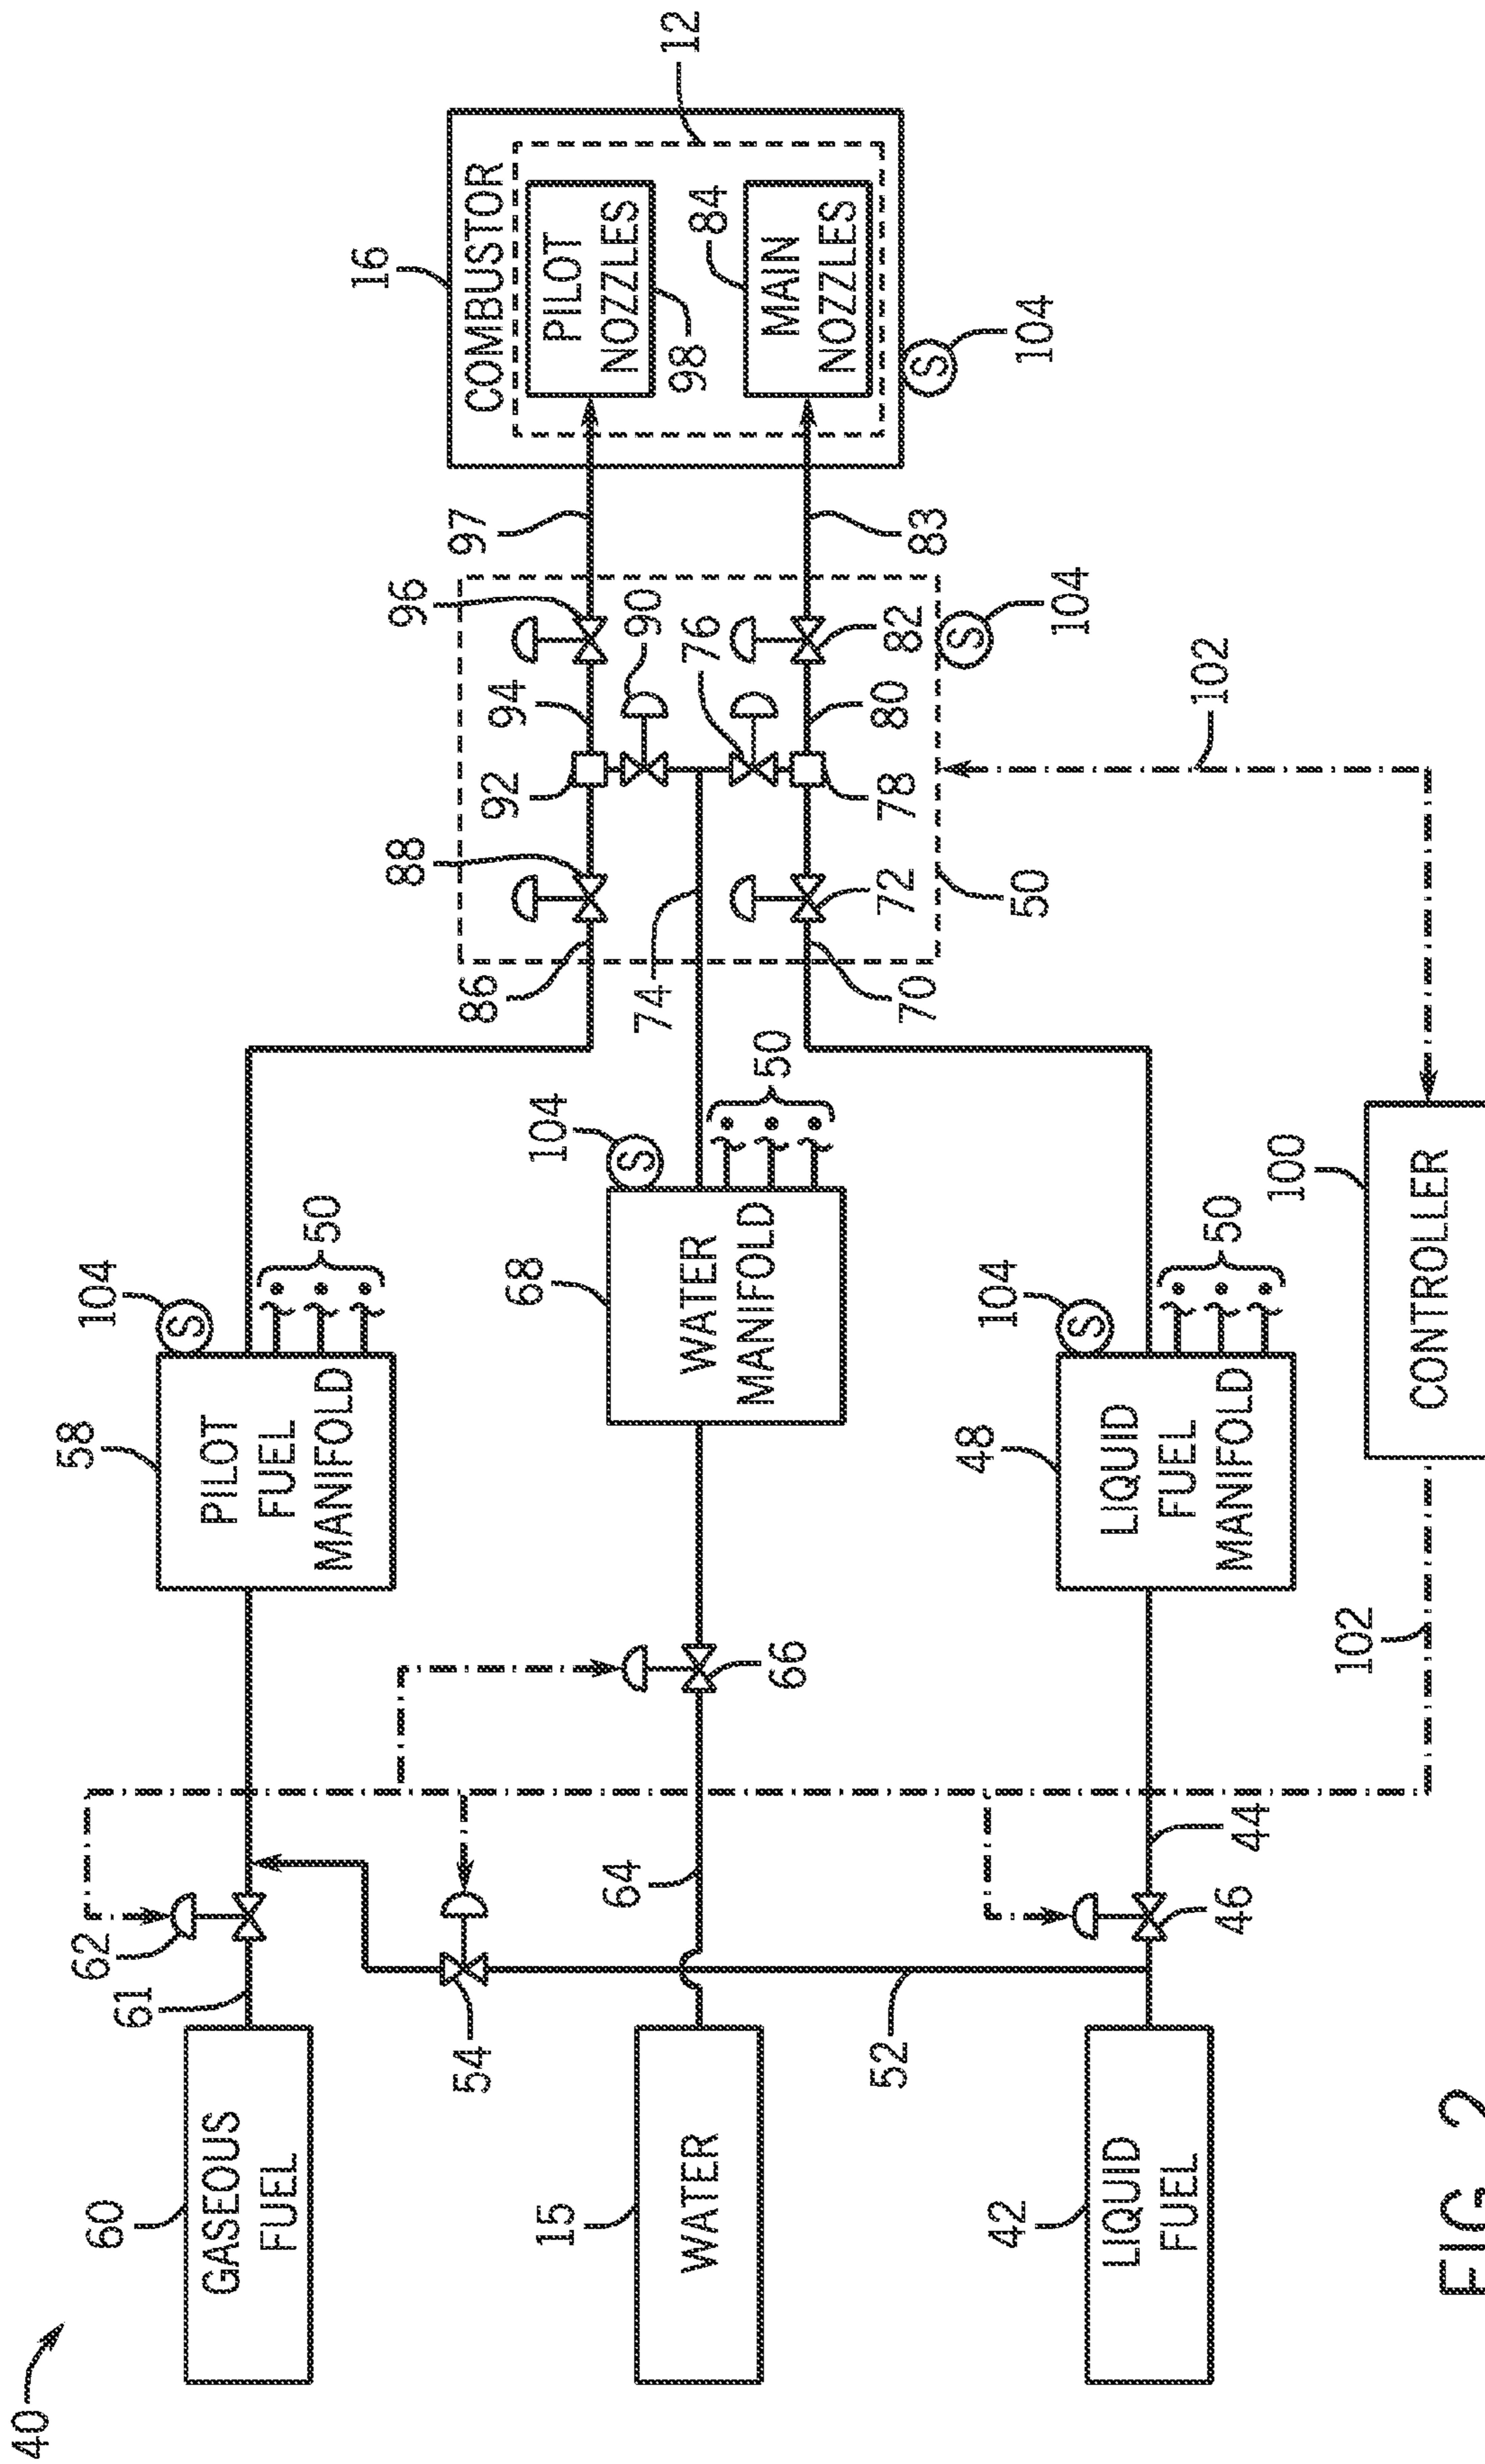 40
60
GASEOUS
FUEL
61
62
58
PILOT
FUEL
MANIFOLD
104
S
50
54
15
WATER
64
66
68
WATER
MANIFOLD
104
S
50
52
42
LIQUID
FUEL
46
44
48
LIQUID
FUEL
MANIFOLD
104
S
50
86
88
92
94
96
97
90
74
76
70
72
78
80
82
83
50
104
S
16
COMBUSTOR
PILOT
NOZZLES
98
84
MAIN
NOZZLES
12
104
S
102
100
CONTROLLER
102
FIG. 2